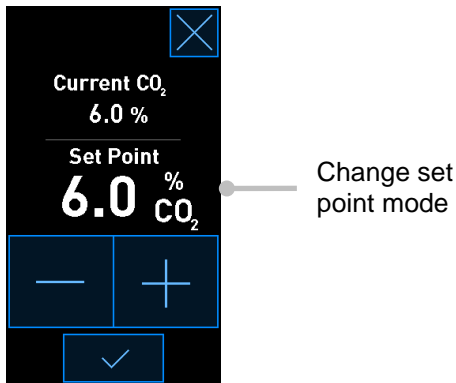 Current CO₂
6.0 %
Set Point
6.0 % CO₂
Change set
point mode